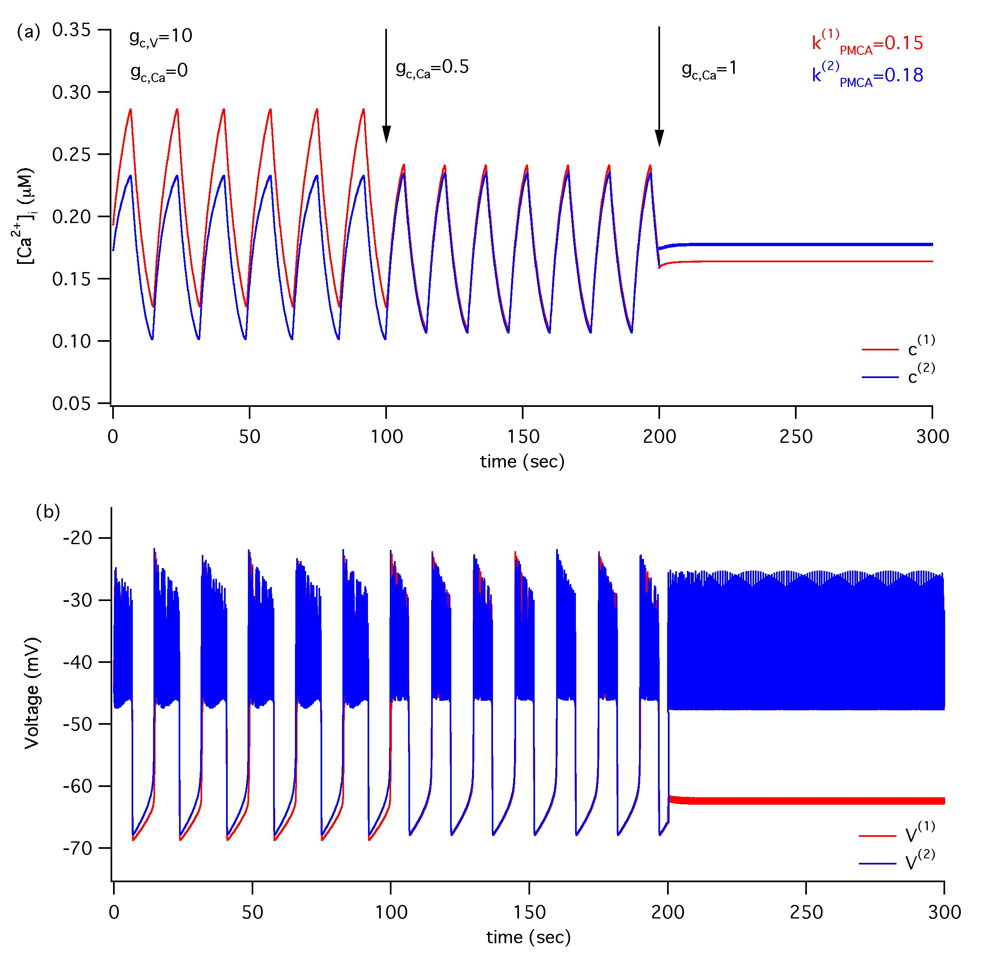 (a)
g_c,V=10
g_c,Ca=0
g_c,Ca=0.5
g_c,Ca=1
k^(1)_PMCA=0.15
k^(2)_PMCA=0.18
0.35
0.30
0.25
0.20
0.15
0.10
0.05
[Ca^2+]_i (μM)
c^(1)
c^(2)
0 50 100 150 200 250 300
time (sec)
(b)
-20
-30
-40
-50
-60
-70
Voltage (mV)
V^(1)
V^(2)
0 50 100 150 200 250 300
time (sec)